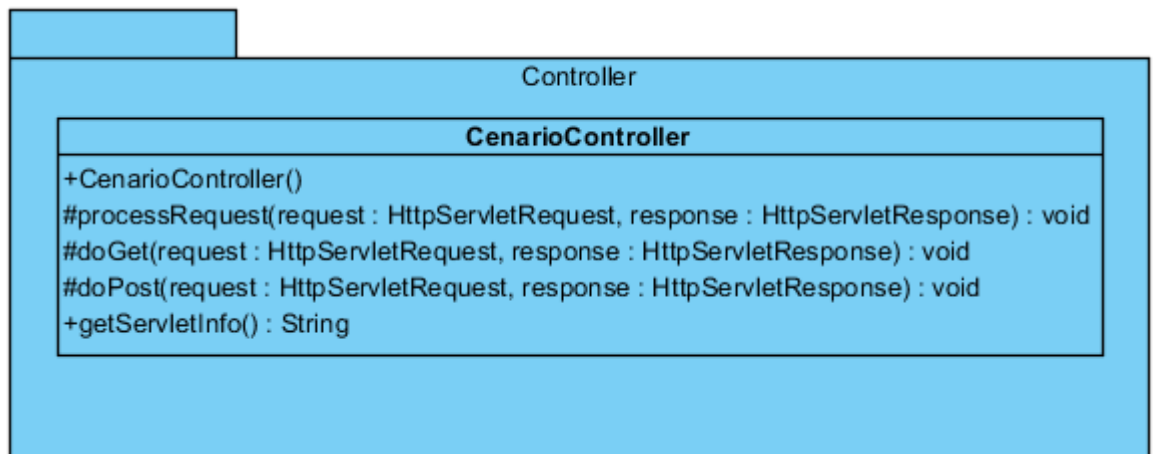 Controller
CenarioController
+CenarioController()
#processRequest(request : HttpServletRequest, response : HttpServletResponse) : void
#doGet(request : HttpServletRequest, response : HttpServletResponse) : void
#doPost(request : HttpServletRequest, response : HttpServletResponse) : void
+getServletInfo() : String